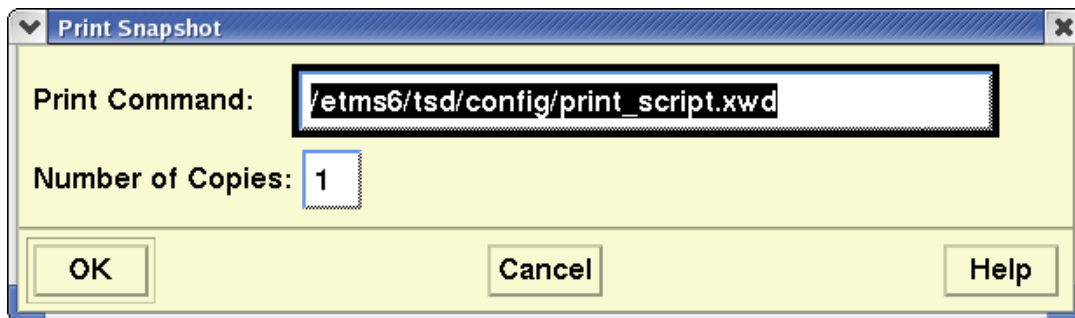 Print Snapshot
Print Command: /etms6/tsd/config/print_script.xwd
Number of Copies: 1
OK Cancel Help